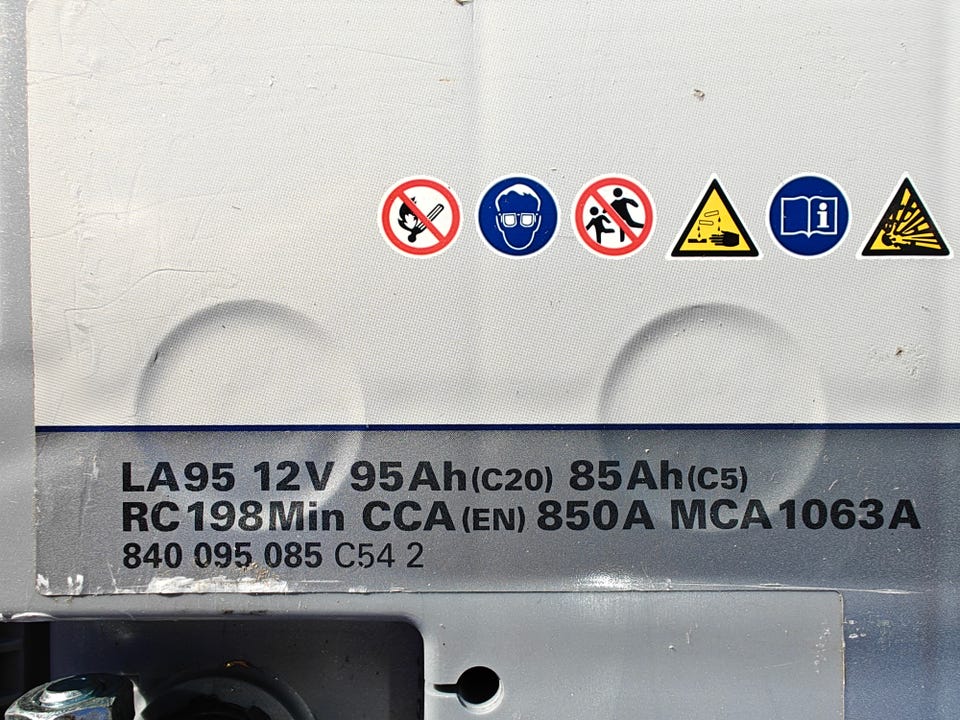 LA95 12V 95Ah(C20) 85Ah(C5)
RC198Min CCA(EN) 850A MCA1063A
840 095 085 C54 2